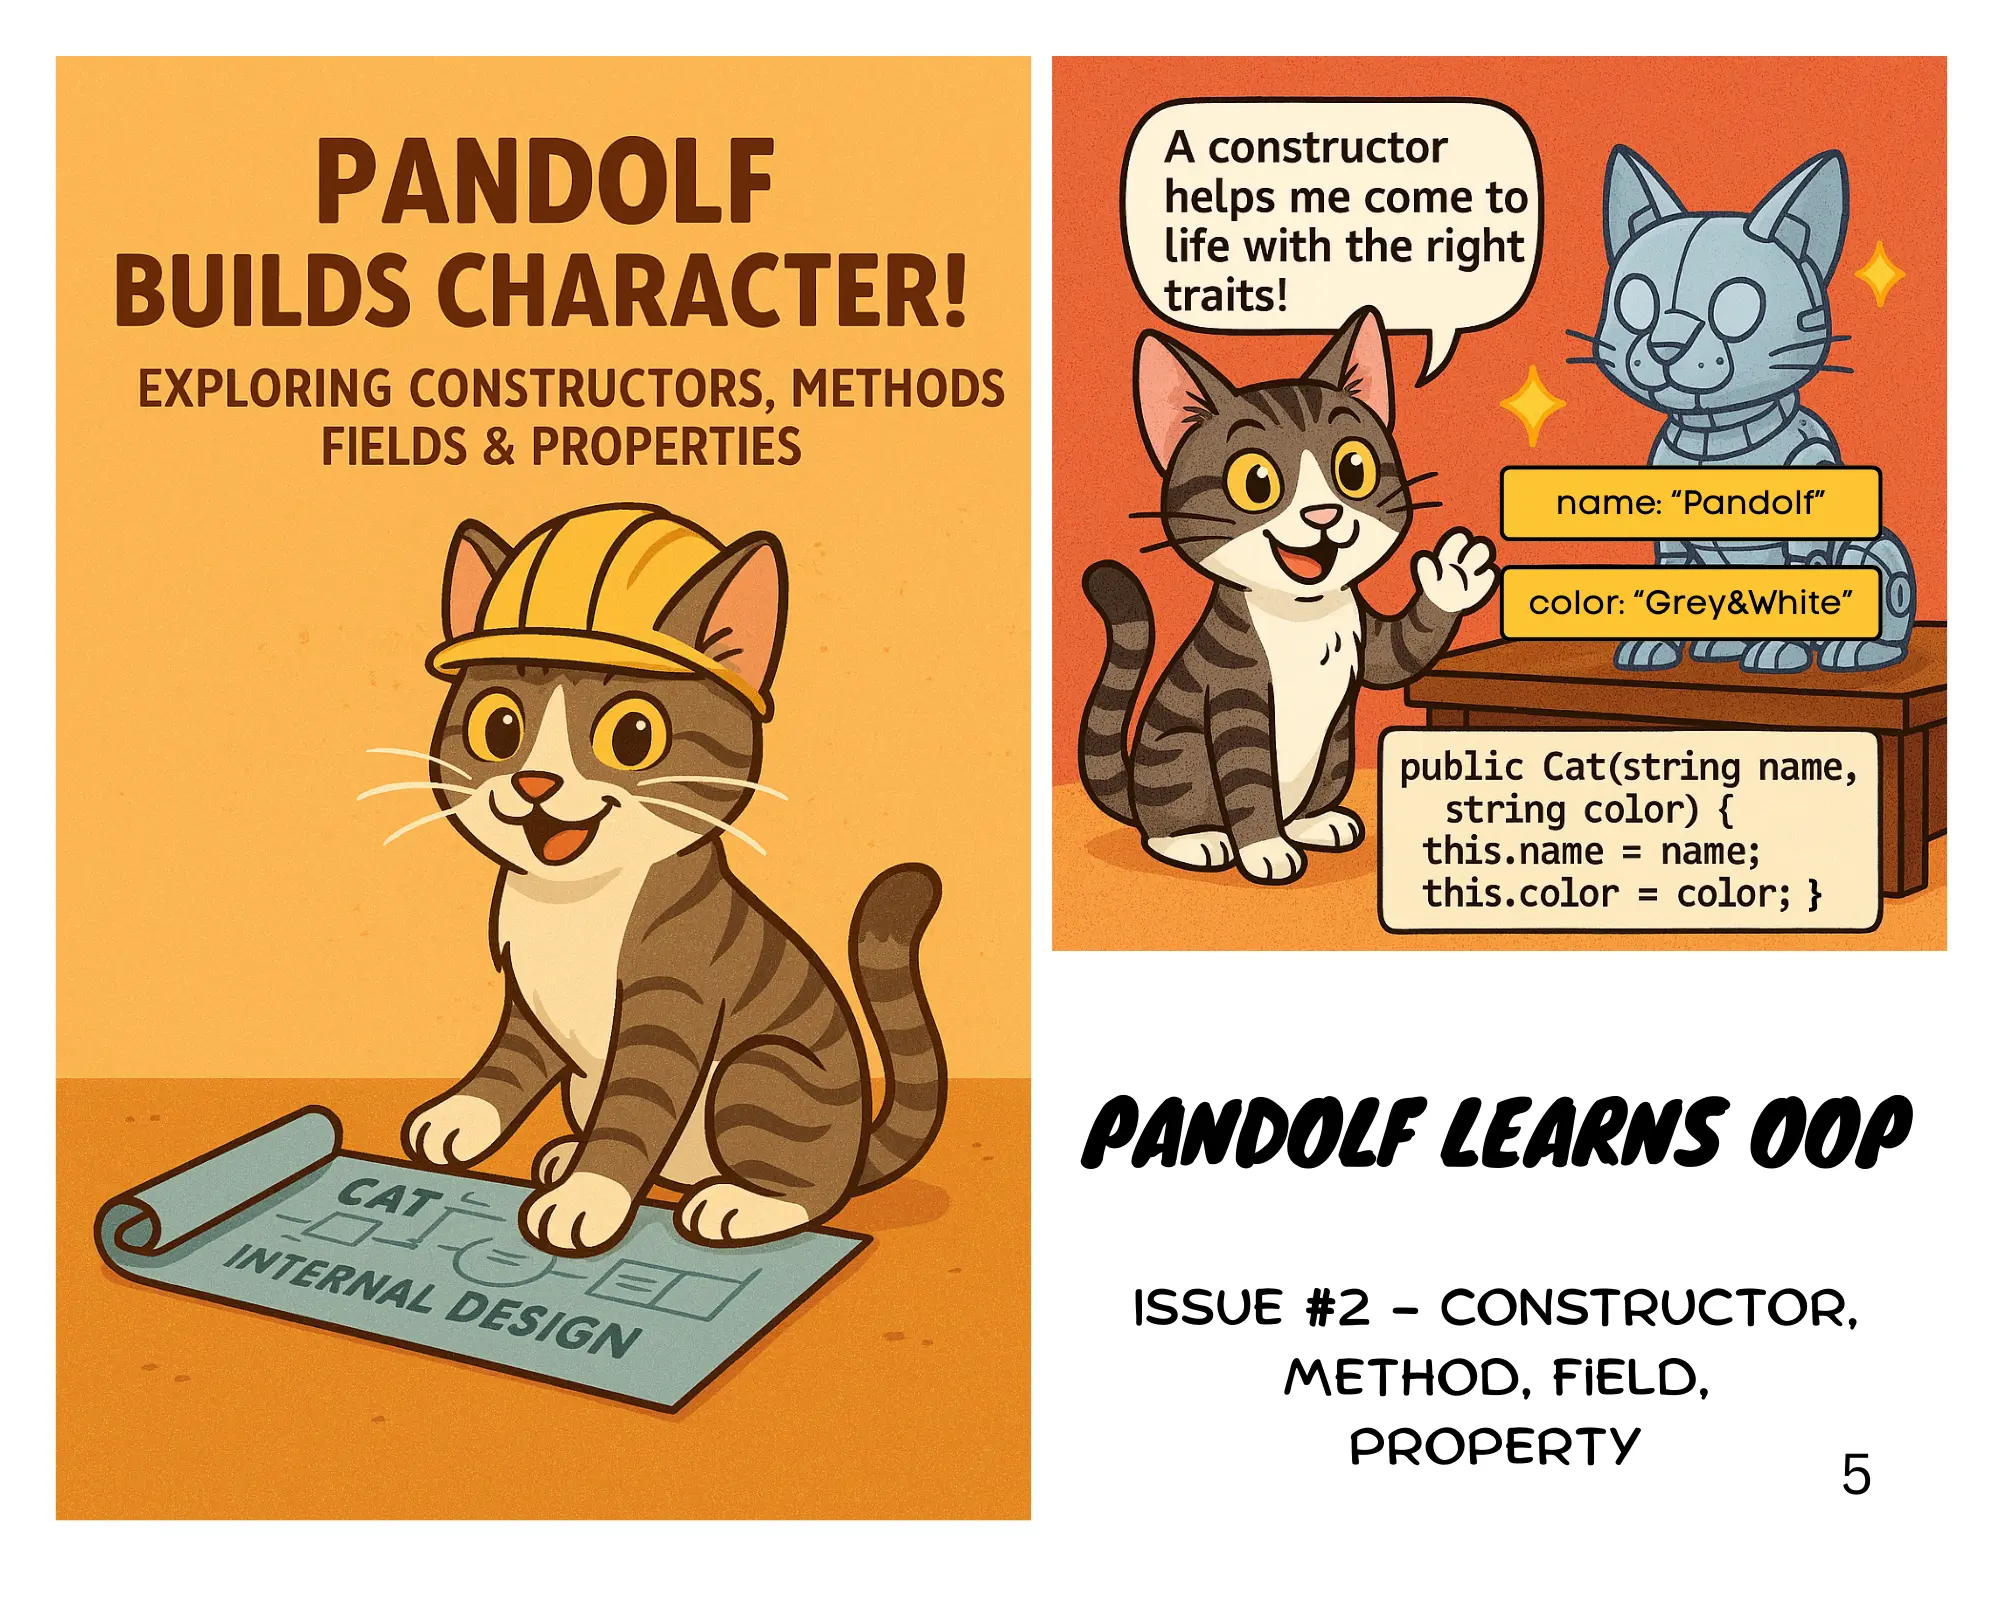 PANDOLF
BUILDS CHARACTER!
EXPLORING CONSTRUCTORS, METHODS
FIELDS & PROPERTIES
CAT
INTERNAL DESIGN
A constructor
helps me come to
life with the right
traits!
name: “Pandolf”
color: “Grey&White”
public Cat(string name,
string color) {
this.name = name;
this.color = color; }
PANDOLF LEARNS OOP
ISSUE #2 – CONSTRUCTOR,
METHOD, FIELD,
PROPERTY
5